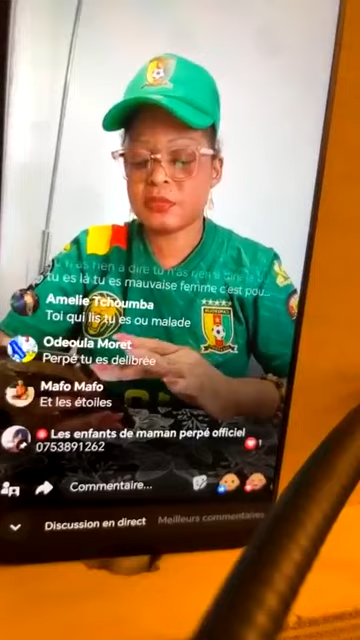 tu es là tu es mauvaise femme c'est pou...
Amelie Tchoumba
Toi qui lis tu es ou malade
Odeoula Moret
Perpé tu es delibrée
Mafo Mafo
Et les étoiles
Les enfants de maman perpé officiel
0753891262
1
Commentaire...
Discussion en direct
Meilleurs commentaires